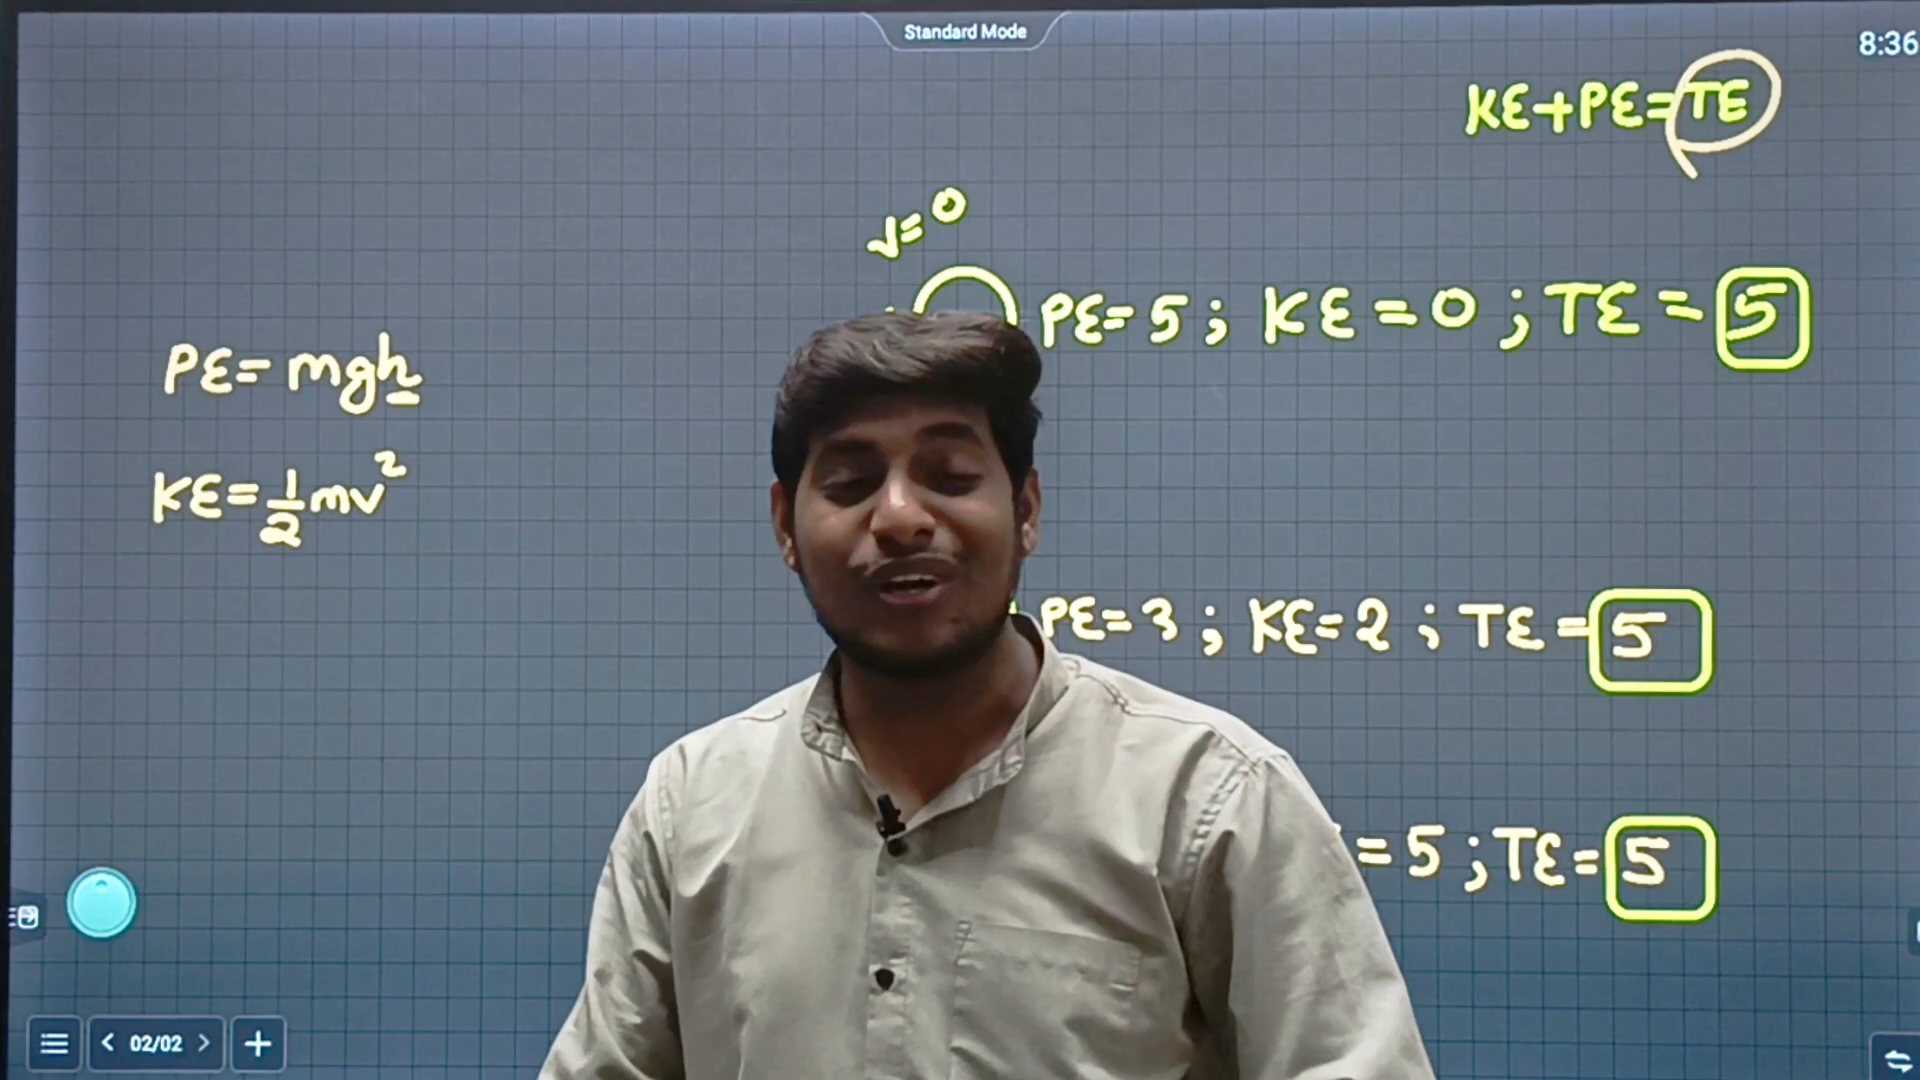 Standard Mode
8:36
KE+PE=TE
v=0
PE=5; KE=0; TE=5
PE=mgh
KE=½mv²
PE=3; KE=2; TE=5
=5; TE=5
02/02